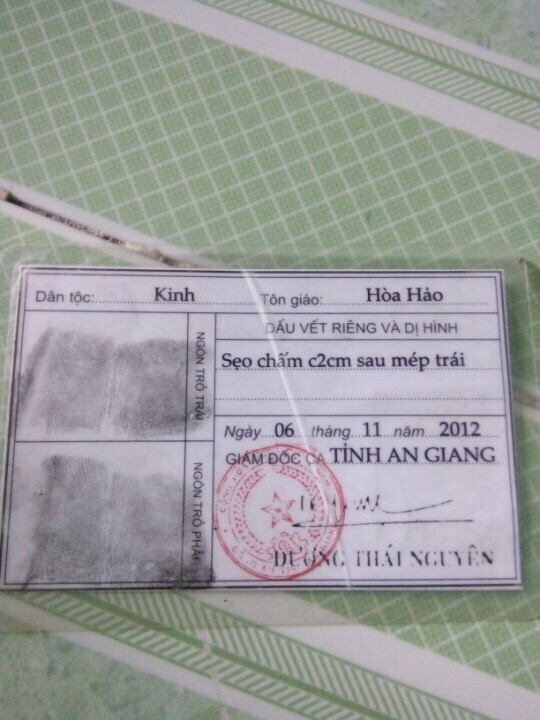 Dân tộc: Kinh Tôn giáo: Hòa Hảo
DẤU VẾT RIÊNG VÀ DỊ HÌNH
Sẹo chấm c2cm sau mép trái
NGÓN TRỎ TRÁI
Ngày 06 tháng 11 năm 2012
GIÁM ĐỐC CA TỈNH AN GIANG
NGÓN TRỎ PHẢI
DƯƠNG THÁI NGUYÊN